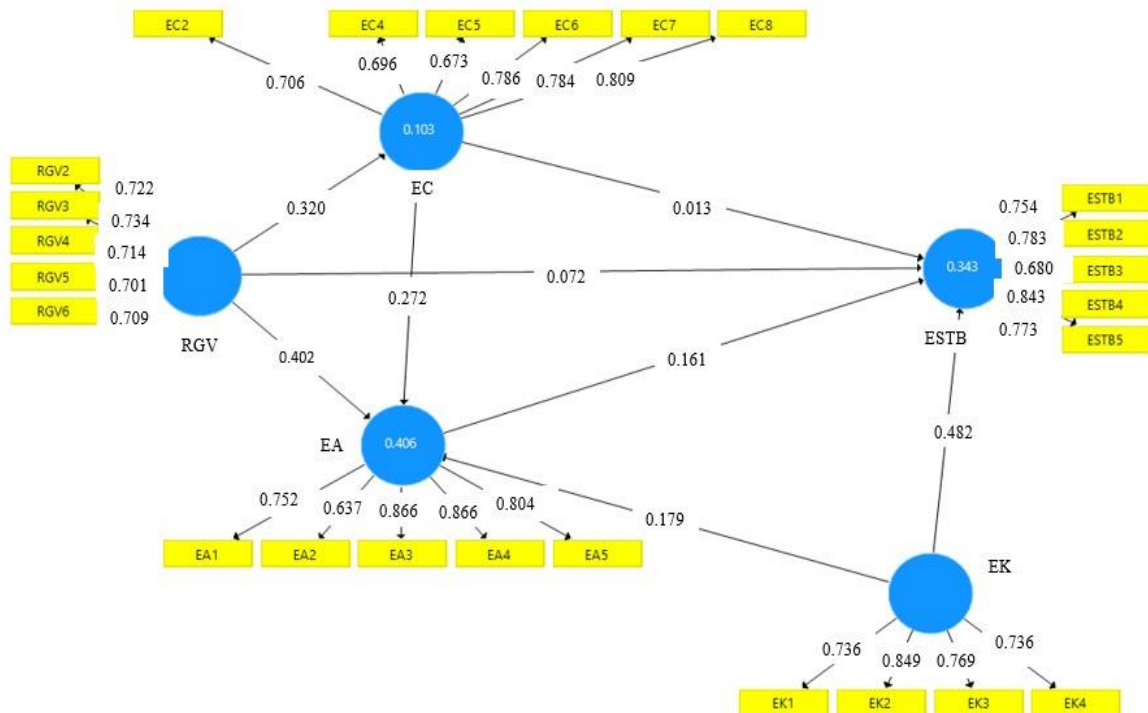 EC2
EC4
EC5
EC6
EC7
EC8
0.706
0.696
0.673
0.786
0.784
0.809
0.103
EC
RGV2
RGV3
RGV4
RGV5
RGV6
0.722
0.734
0.714
0.701
0.709
RGV
0.320
0.013
0.072
0.272
0.402
0.161
0.754
0.783
0.680
0.843
0.773
0.343
ESTB
ESTB1
ESTB2
ESTB3
ESTB4
ESTB5
EA
0.406
0.482
0.179
0.752
0.637
0.866
0.866
0.804
EA1
EA2
EA3
EA4
EA5
EK
0.736
0.849
0.769
0.736
EK1
EK2
EK3
EK4